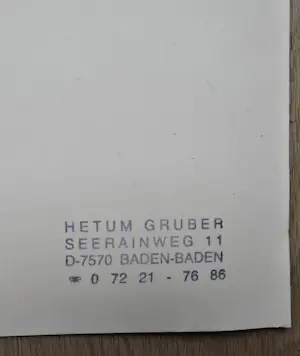 HETUM GRUBER
SEERAINWEG 11
D-7570 BADEN-BADEN
☎ 0 72 21 - 76 86